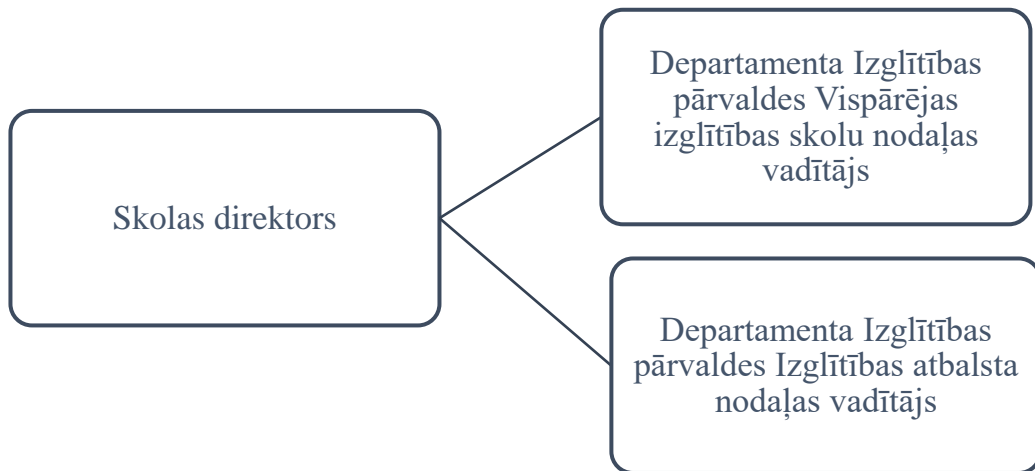 Skolas direktors
Departamenta Izglītības
pārvaldes Vispārējas
izglītības skolu nodaļas
vadītājs
Departamenta Izglītības
pārvaldes Izglītības atbalsta
nodaļas vadītājs